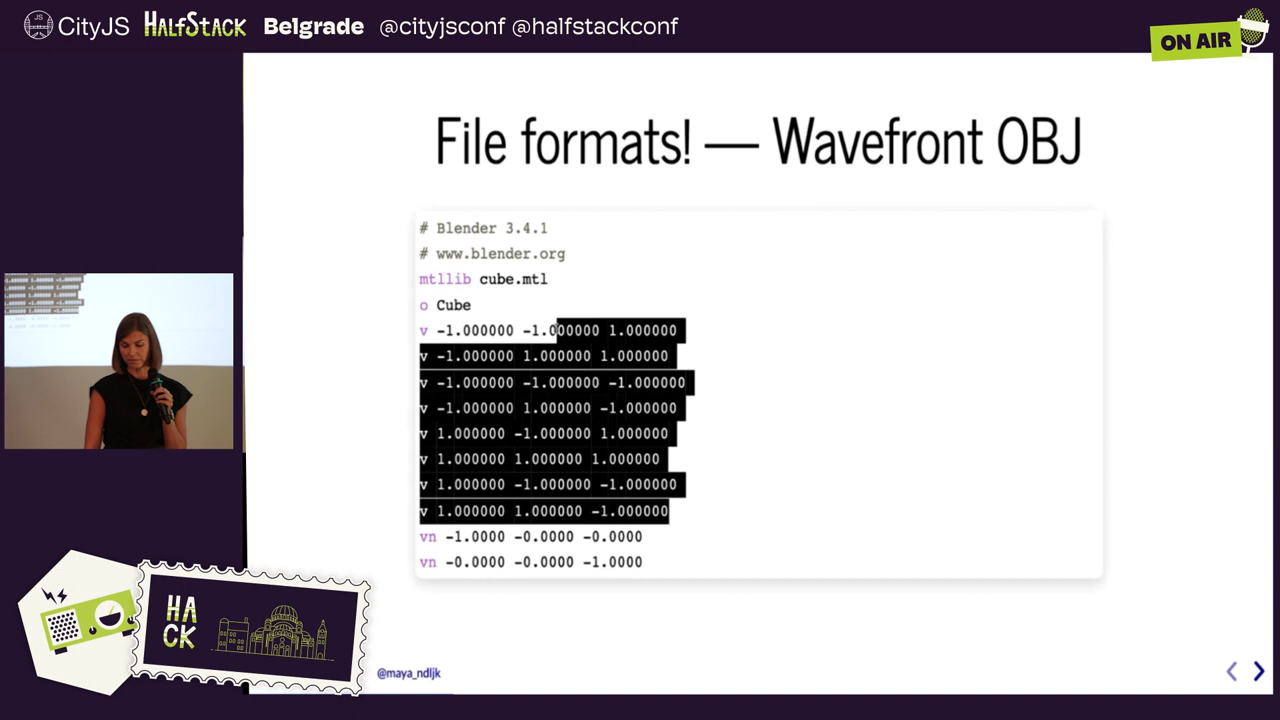 JS CityJS HALFSTACK Belgrade @cityjsconf @halfstackconf
ON AIR
File formats! — Wavefront OBJ
# Blender 3.4.1
# www.blender.org
mtllib cube.mtl
o Cube
v -1.000000 -1.000000 1.000000
v -1.000000 1.000000 1.000000
v -1.000000 -1.000000 -1.000000
v -1.000000 1.000000 -1.000000
v 1.000000 -1.000000 1.000000
v 1.000000 1.000000 1.000000
v 1.000000 -1.000000 -1.000000
v 1.000000 1.000000 -1.000000
vn -1.0000 -0.0000 -0.0000
vn -0.0000 -0.0000 -1.0000
HA
CK
@maya_ndljk